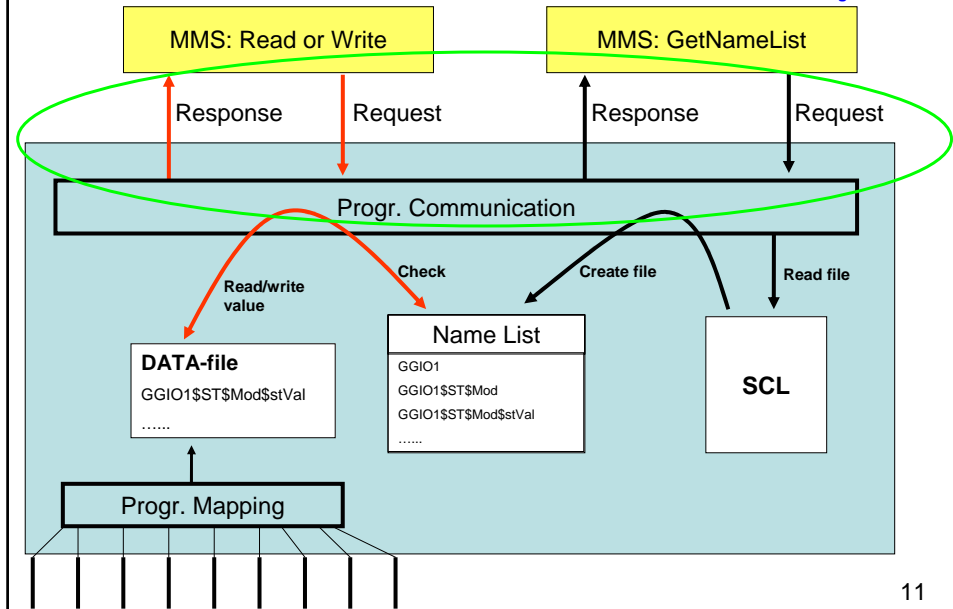 MMS: Read or Write
MMS: GetNameList
Response
Request
Response
Request
Progr. Communication
Read/write
value
Check
Create file
Read file
DATA-file
GGIO1$ST$Mod$stVal
…...
Name List
GGIO1
GGIO1$ST$Mod
GGIO1$ST$Mod$stVal
…...
SCL
Progr. Mapping
11